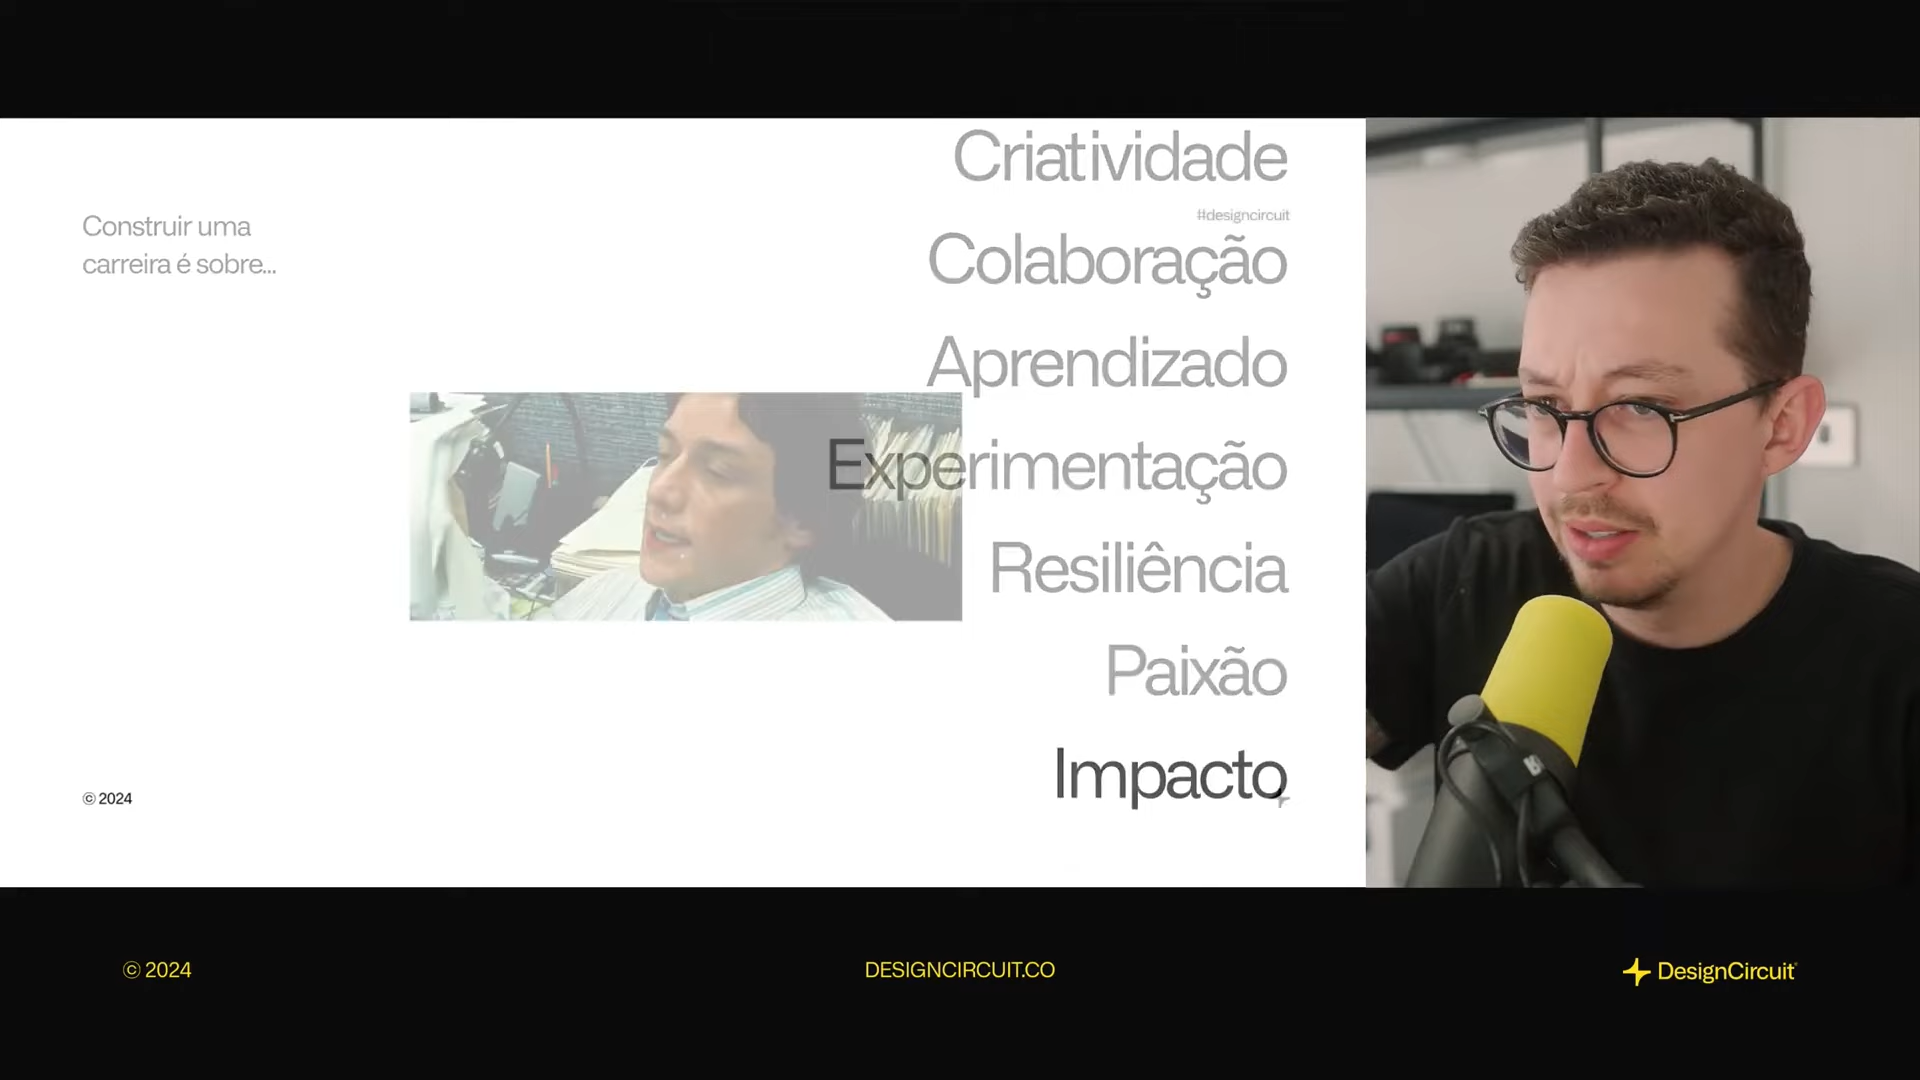 Criatividade
#designcircuit
Construir uma
carreira é sobre...
Colaboração
Aprendizado
Experimentação
Resiliência
Paixão
Impacto
© 2024
© 2024
DESIGNCIRCUIT.CO
DesignCircuit